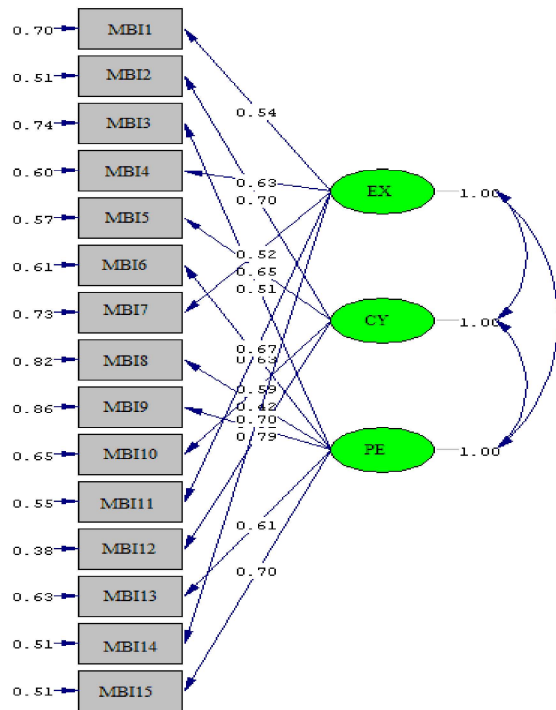 0.70 MBI1
0.51 MBI2
0.74 MBI3
0.60 MBI4
0.57 MBI5
0.61 MBI6
0.73 MBI7
0.82 MBI8
0.86 MBI9
0.65 MBI10
0.55 MBI11
0.38 MBI12
0.63 MBI13
0.51 MBI14
0.51 MBI15
0.54
0.63
0.70
0.52
0.65
0.51
0.67
0.63
0.59
0.42
0.70
0.79
0.61
0.70
EX 1.00
CY 1.00
PE 1.00